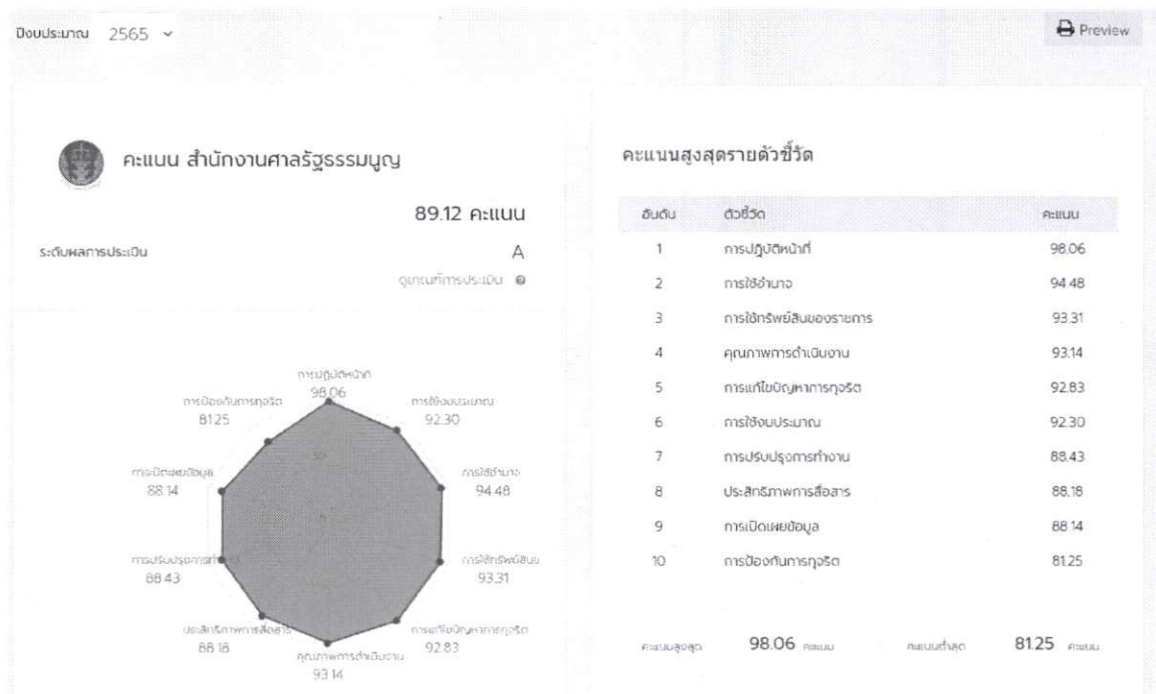 ปีงบประมาณ 2565
Preview
คะแนน สำนักงานศาลรัฐธรรมนูญ
89.12 คะแนน
ระดับผลการประเมิน A
ดูเกณฑ์การประเมิน
การปฏิบัติหน้าที่
98.06
การใช้งบประมาณ
92.30
การใช้อำนาจ
94.48
การใช้ทรัพย์สินข
93.31
การแก้ไขปัญหาการทุจริต
92.83
คุณภาพการดำเนินงาน
93.14
ประสิทธิภาพการสื่อสาร
88.18
การปรับปรุงการทำงาน
88.43
การเปิดเผยข้อมูล
88.14
การป้องกันการทุจริต
81.25
คะแนนสูงสุดรายตัวชี้วัด
อันดับ ตัวชี้วัด คะแนน
1 การปฏิบัติหน้าที่ 98.06
2 การใช้อำนาจ 94.48
3 การใช้ทรัพย์สินของราชการ 93.31
4 คุณภาพการดำเนินงาน 93.14
5 การแก้ไขปัญหาการทุจริต 92.83
6 การใช้งบประมาณ 92.30
7 การปรับปรุงการทำงาน 88.43
8 ประสิทธิภาพการสื่อสาร 88.18
9 การเปิดเผยข้อมูล 88.14
10 การป้องกันการทุจริต 81.25
คะแนนสูงสุด 98.06 คะแนน คะแนนต่ำสุด 81.25 คะแนน